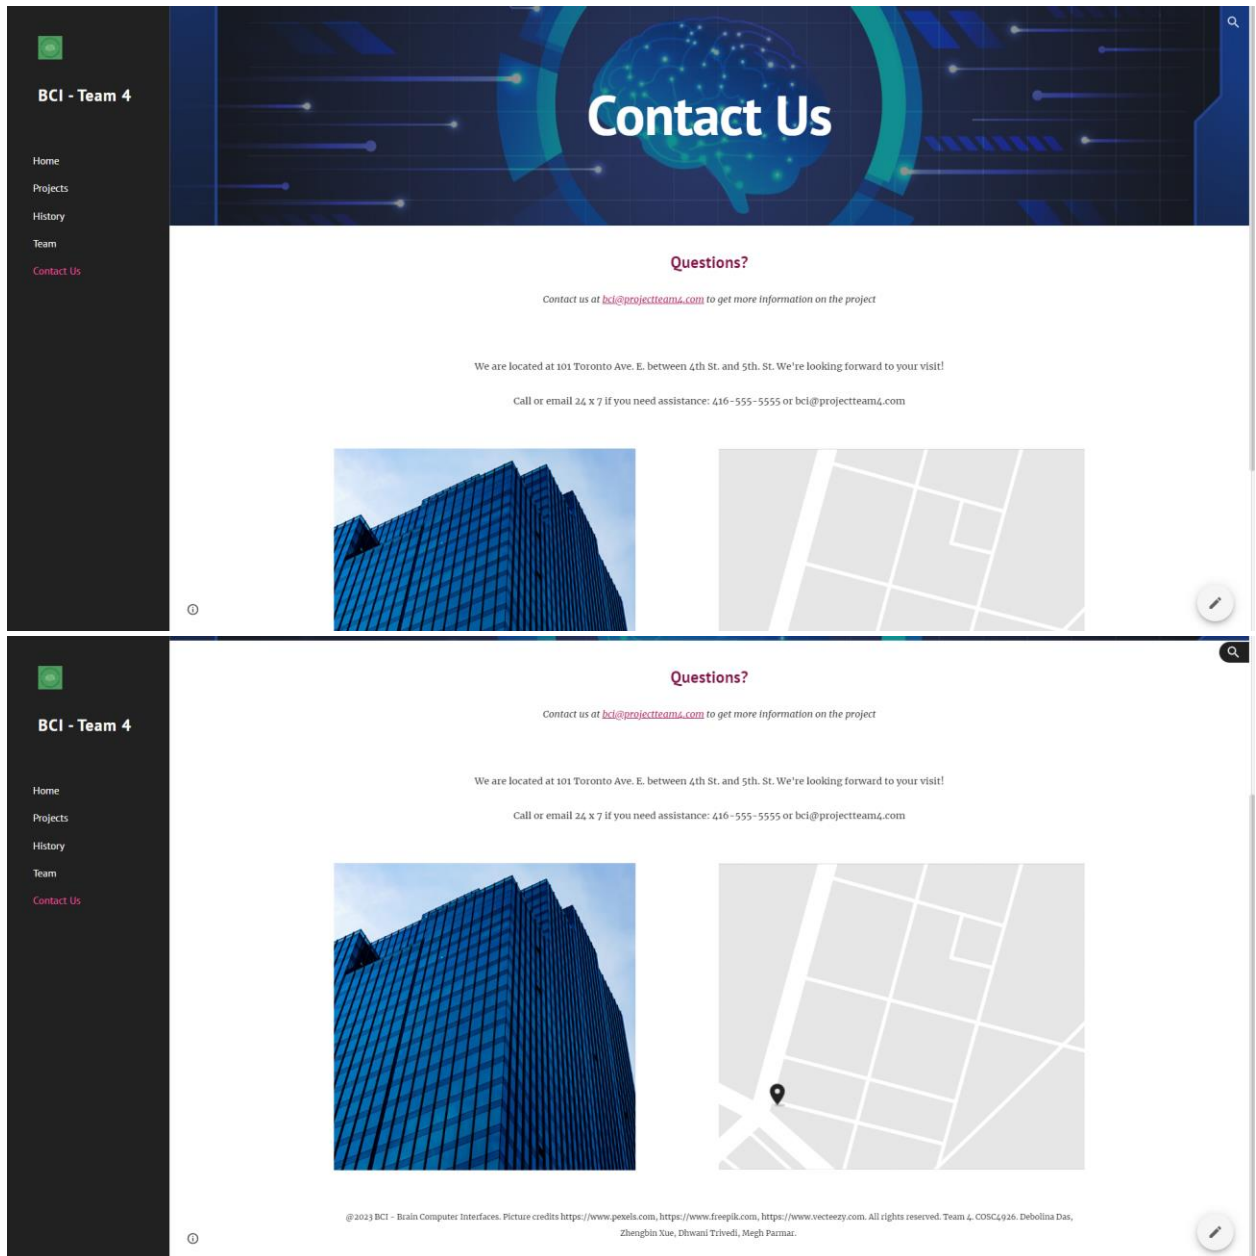 BCI - Team 4
Home
Projects
History
Team
Contact Us
Contact Us
Questions?
Contact us at bci@projectteam4.com to get more information on the project
We are located at 101 Toronto Ave. E. between 4th St. and 5th. St. We're looking forward to your visit!
Call or email 24 x 7 if you need assistance: 416-555-5555 or bci@projectteam4.com
BCI - Team 4
Home
Projects
History
Team
Contact Us
Questions?
Contact us at bci@projectteam4.com to get more information on the project
We are located at 101 Toronto Ave. E. between 4th St. and 5th. St. We're looking forward to your visit!
Call or email 24 x 7 if you need assistance: 416-555-5555 or bci@projectteam4.com
@2023 BCI - Brain Computer Interfaces. Picture credits https://www.pexels.com, https://www.freepik.com, https://www.vecteezy.com. All rights reserved. Team 4. COSC4926. Debolina Das,
Zhengbin Xue, Dhwani Trivedi, Megh Parmar.